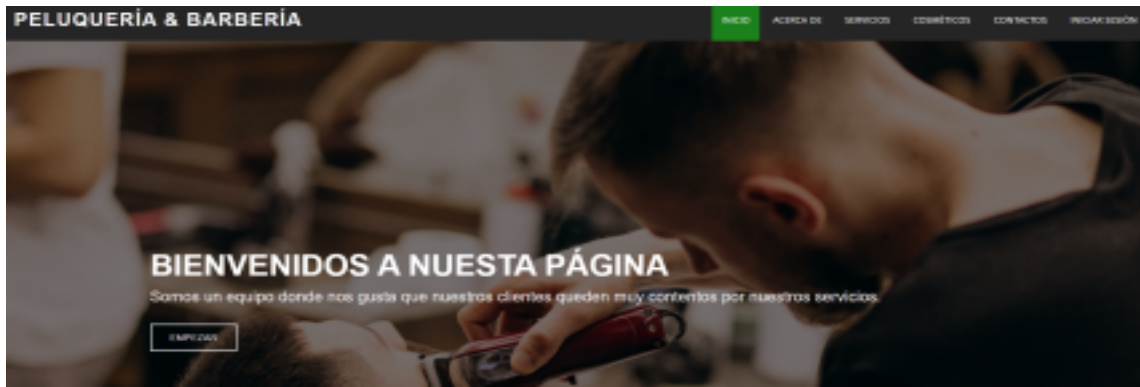 PELUQUERÍA & BARBERÍA
INICIO ACERCA DE SERVICIOS COSMÉTICOS CONTACTOS INICIAR SESIÓN
BIENVENIDOS A NUESTA PÁGINA
Somos un equipo donde nos gusta que nuestros clientes queden muy contentos por nuestros servicios.
EMPEZAR